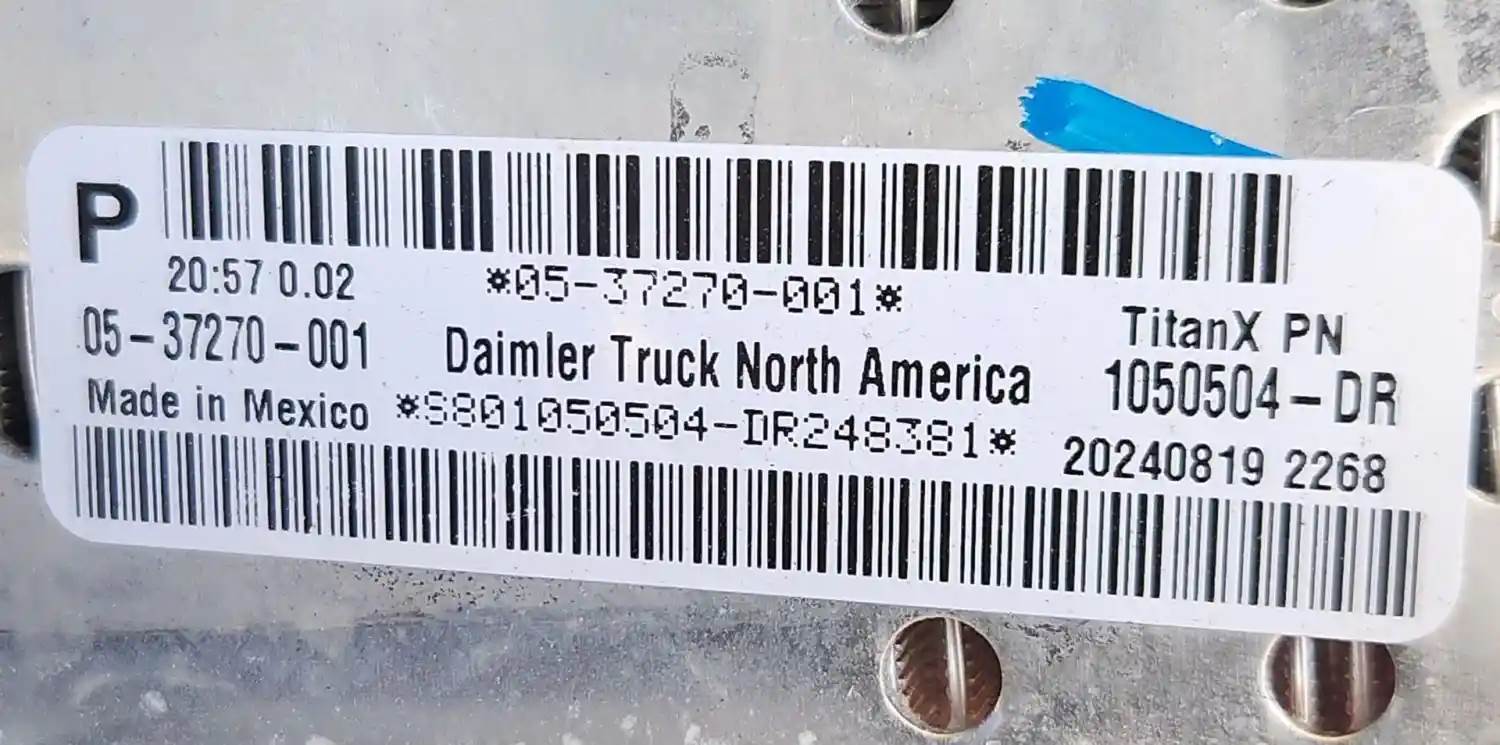 P
20:57 0.02
*05-37270-001*
05-37270-001
Daimler Truck North America
TitanX PN
1050504-DR
Made in Mexico
*S801050504-DR248381*
20240819 2268